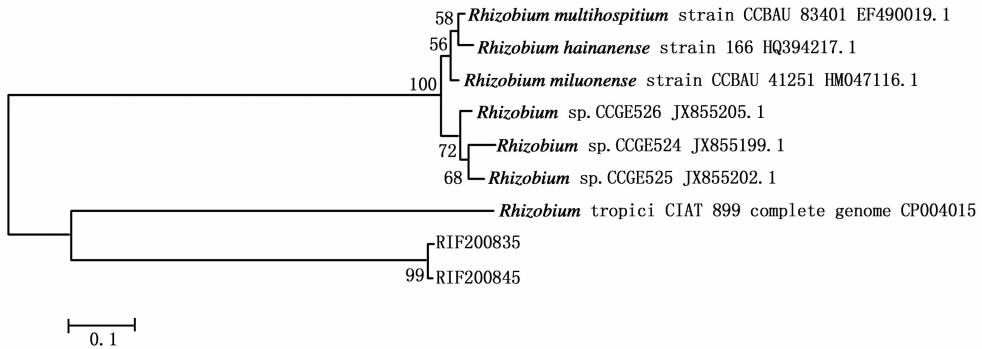 58
Rhizobium multihospitium strain CCBAU 83401 EF490019.1
56
Rhizobium hainanense strain 166 HQ394217.1
Rhizobium miluonense strain CCBAU 41251 HM047116.1
100
Rhizobium sp.CCGE526 JX855205.1
Rhizobium sp.CCGE524 JX855199.1
72
Rhizobium sp.CCGE525 JX855202.1
68
Rhizobium tropici CIAT 899 complete genome CP004015
RIF200835
99
RIF200845
0.1